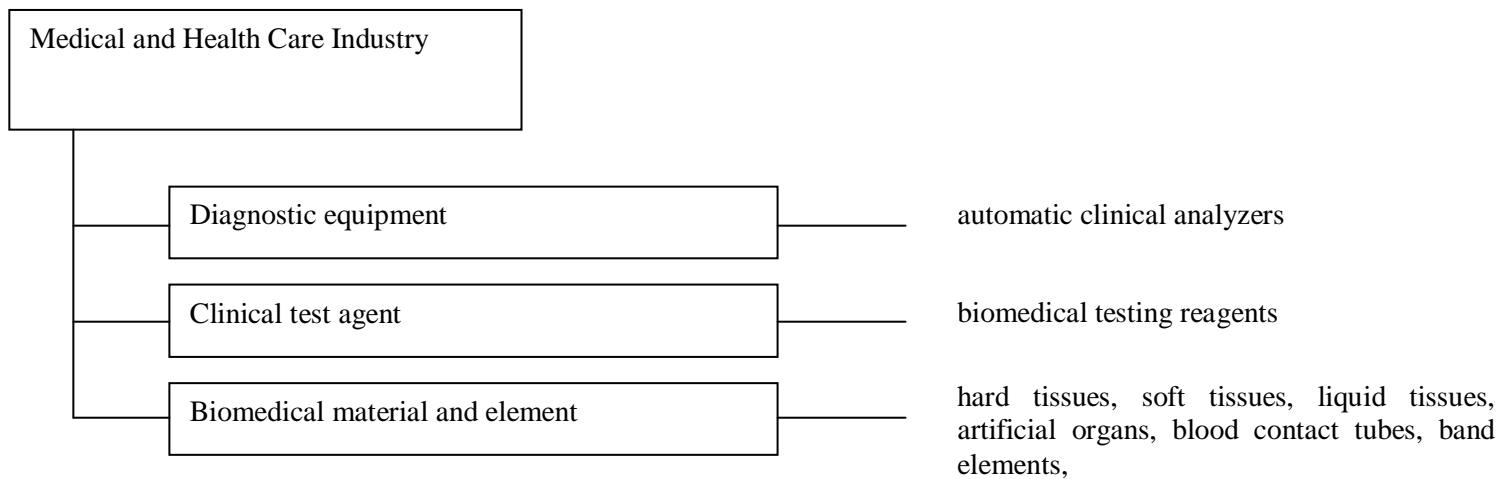 Medical and Health Care Industry
Diagnostic equipment
automatic clinical analyzers
Clinical test agent
biomedical testing reagents
Biomedical material and element
hard tissues, soft tissues, liquid tissues,
artificial organs, blood contact tubes, band
elements,